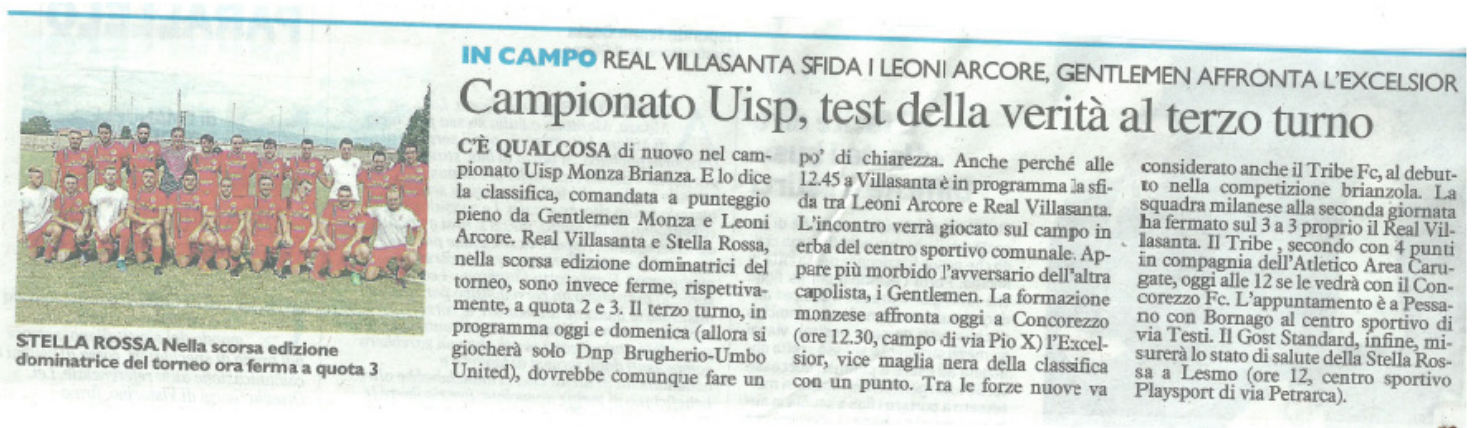 IN CAMPO REAL VILLASANTA SFIDA I LEONI ARCORE, GENTLEMEN AFFRONTA L'EXCELSIOR
Campionato Uisp, test della verità al terzo turno
C'È QUALCOSA di nuovo nel cam-
pionato Uisp Monza Brianza. E lo dice
la classifica, comandata a punteggio
pieno da Gentlemen Monza e Leoni
Arcore. Real Villasanta e Stella Rossa,
nella scorsa edizione dominatrici del
torneo, sono invece ferme, rispettiva-
mente, a quota 2 e 3. Il terzo turno, in
programma oggi e domenica (allora si
giocherà solo Dnp Brugherio-Umbo
United), dovrebbe comunque fare un
po' di chiarezza. Anche perché alle
12.45 a Villasanta è in programma la sfi-
da tra Leoni Arcore e Real Villasanta.
L'incontro verrà giocato sul campo in
erba del centro sportivo comunale. Ap-
pare più morbido l'avversario dell'altra
capolista, i Gentlemen. La formazione
monzese affronta oggi a Concorezzo
(ore 12.30, campo di via Pio X) l'Excel-
sior, vice maglia nera della classifica
con un punto. Tra le forze nuove va
considerato anche il Tribe Fc, al debut-
to nella competizione brianzola. La
squadra milanese alla seconda giornata
ha fermato sul 3 a 3 proprio il Real Vil-
lasanta. Il Tribe , secondo con 4 punti
in compagnia dell'Atletico Area Caru-
gate, oggi alle 12 se le vedrà con il Con-
corezzo Fc. L'appuntamento è a Pessa-
no con Bornago al centro sportivo di
via Testi. Il Gost Standard, infine, mi-
surerà lo stato di salute della Stella Ros-
sa a Lesmo (ore 12, centro sportivo
Playsport di via Petrarca).
STELLA ROSSA Nella scorsa edizione
dominatrice del torneo ora ferma a quota 3